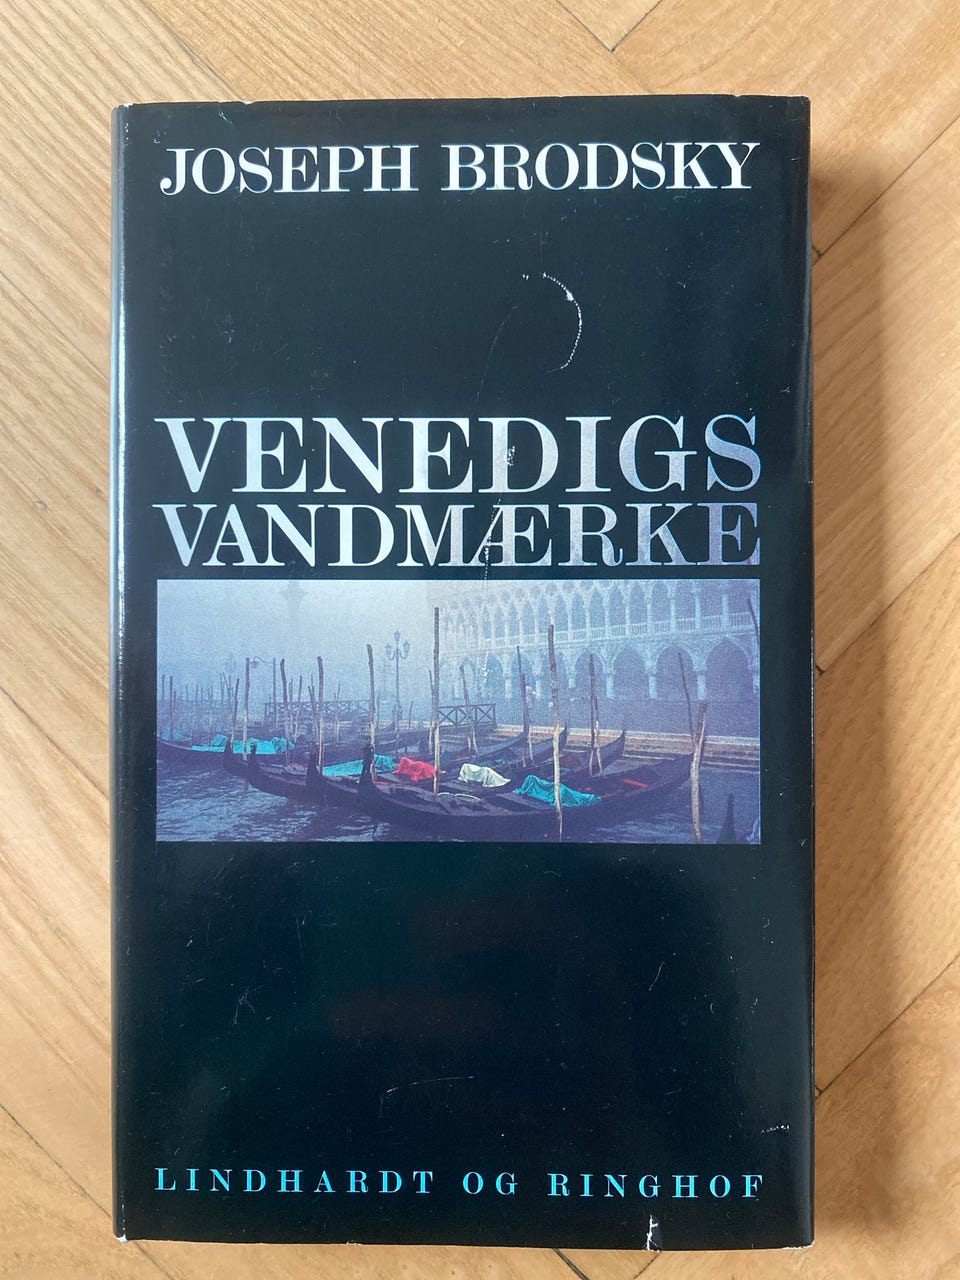 JOSEPH BRODSKY
VENEDIGS
VANDMÆRKE
LINDHARDT OG RINGHOF